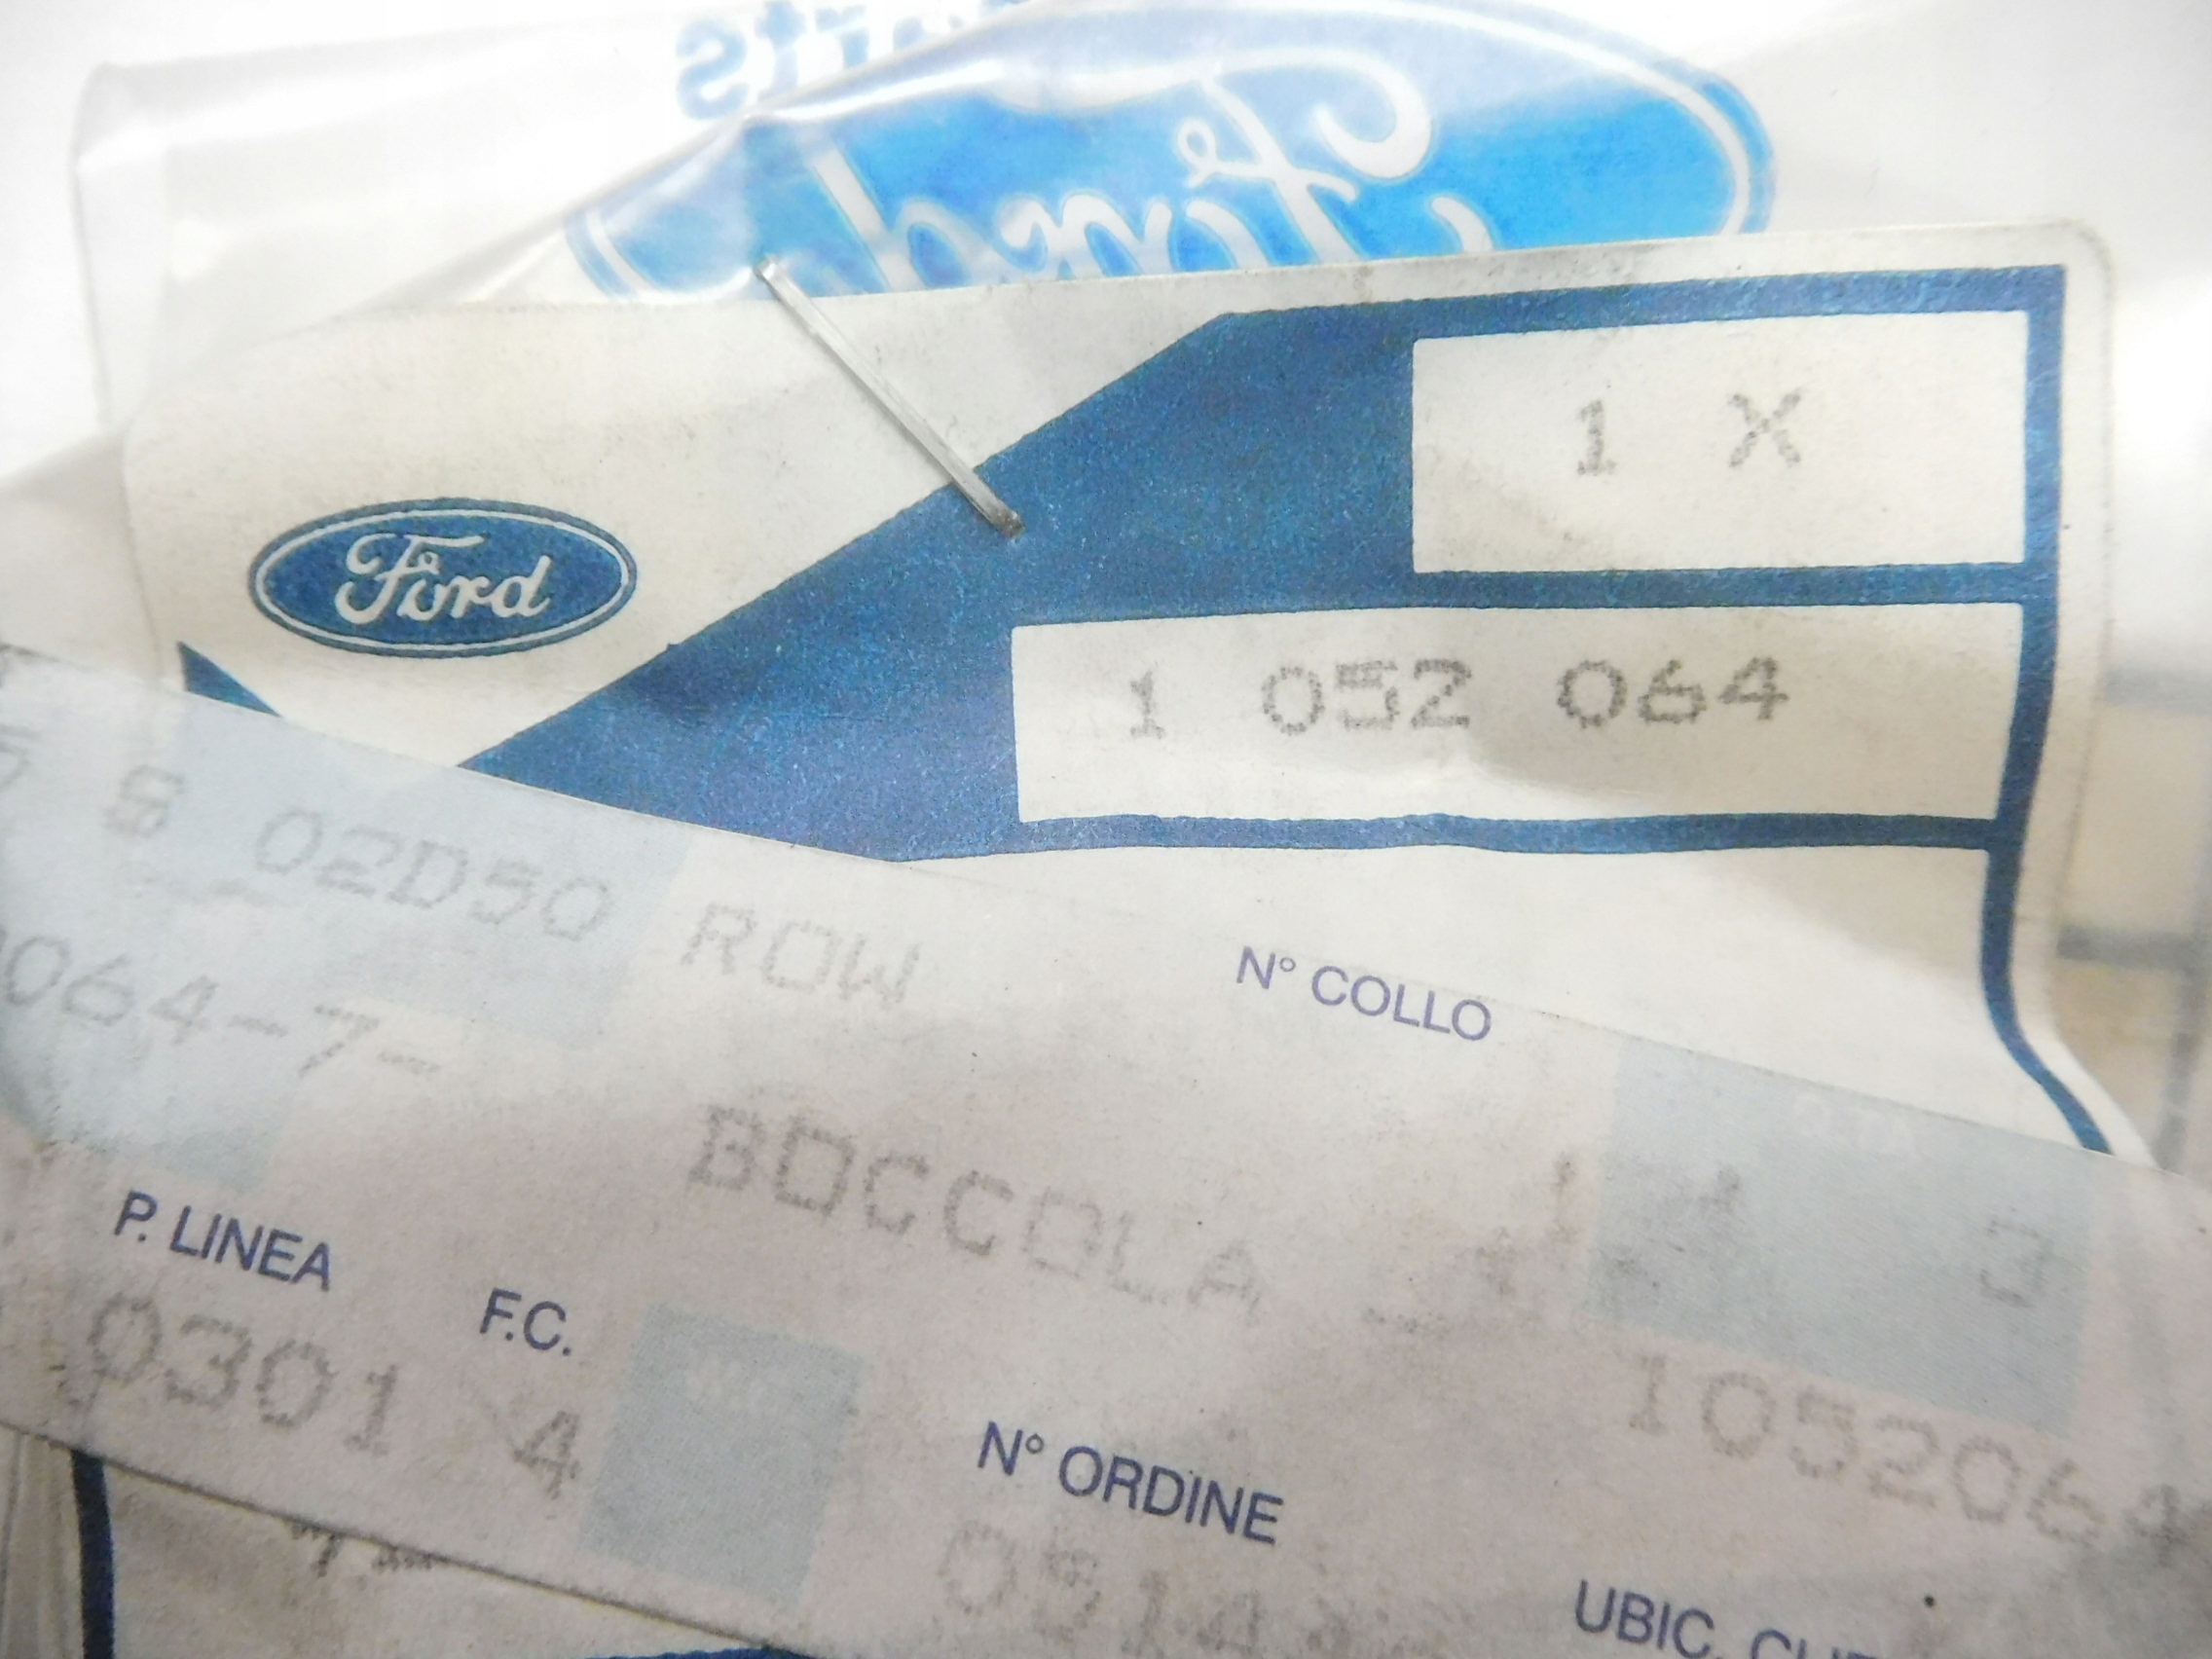 Parts
Ford
Ford
1 X
1 052 064
8 02D50 ROW
064-7-
N° COLLO
BOCCOLA
P. LINEA
F.C.
0301 4
1052064
N° ORDINE
UBIC.